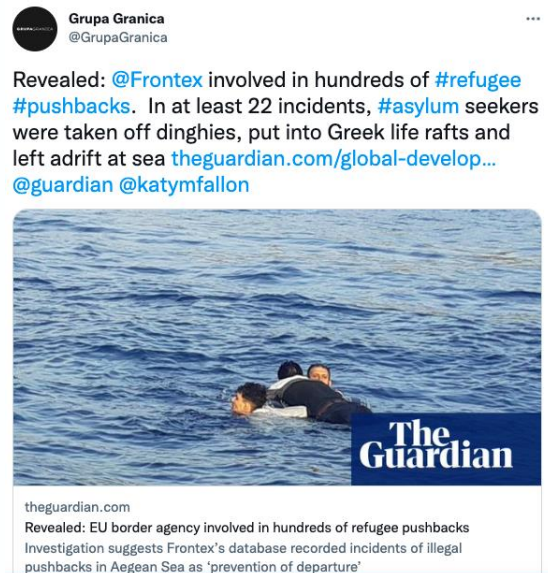 GRUPAGRANICA
Grupa Granica
@GrupaGranica
Revealed: @Frontex involved in hundreds of #refugee
#pushbacks. In at least 22 incidents, #asylum seekers
were taken off dinghies, put into Greek life rafts and
left adrift at sea theguardian.com/global-develop...
@guardian @katymfallon
The
Guardian
theguardian.com
Revealed: EU border agency involved in hundreds of refugee pushbacks
Investigation suggests Frontex's database recorded incidents of illegal
pushbacks in Aegean Sea as 'prevention of departure'